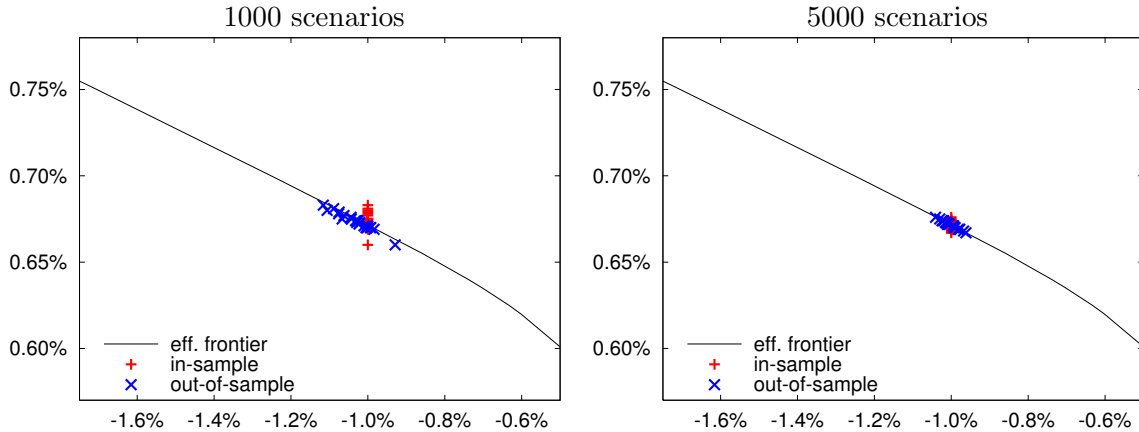 1000 scenarios
0.75%
0.70%
0.65%
0.60%
eff. frontier
in-sample
out-of-sample
-1.6% -1.4% -1.2% -1.0% -0.8% -0.6%
5000 scenarios
0.75%
0.70%
0.65%
0.60%
eff. frontier
in-sample
out-of-sample
-1.6% -1.4% -1.2% -1.0% -0.8% -0.6%